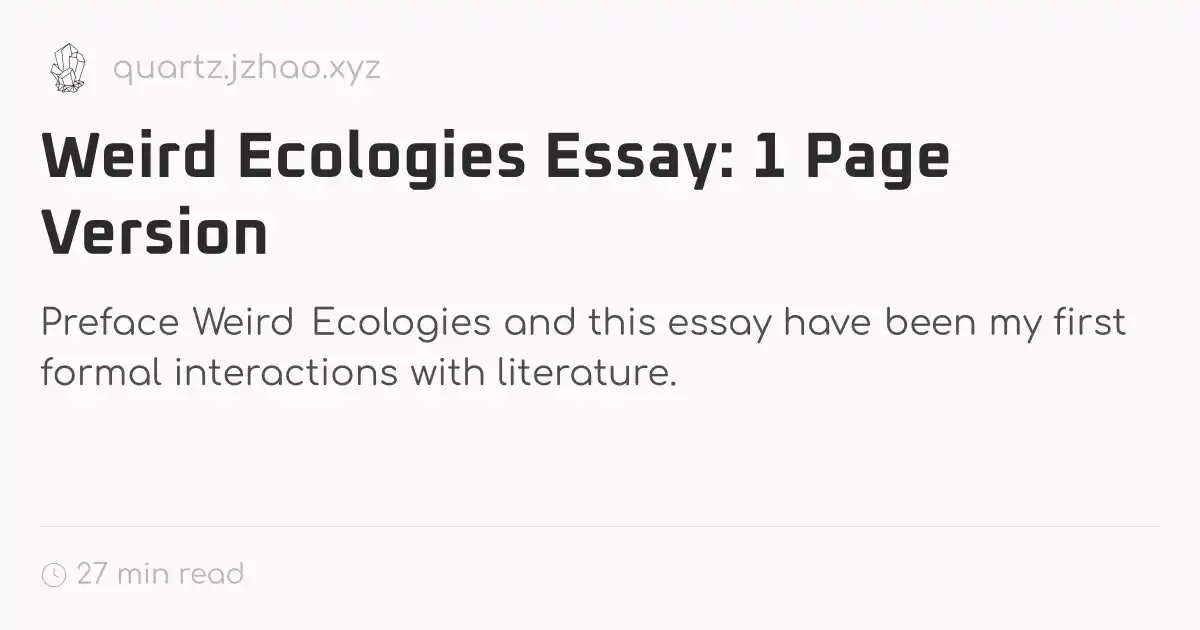 quartz.jzhao.xyz
Weird Ecologies Essay: 1 Page
Version
Preface Weird Ecologies and this essay have been my first
formal interactions with literature.
27 min read